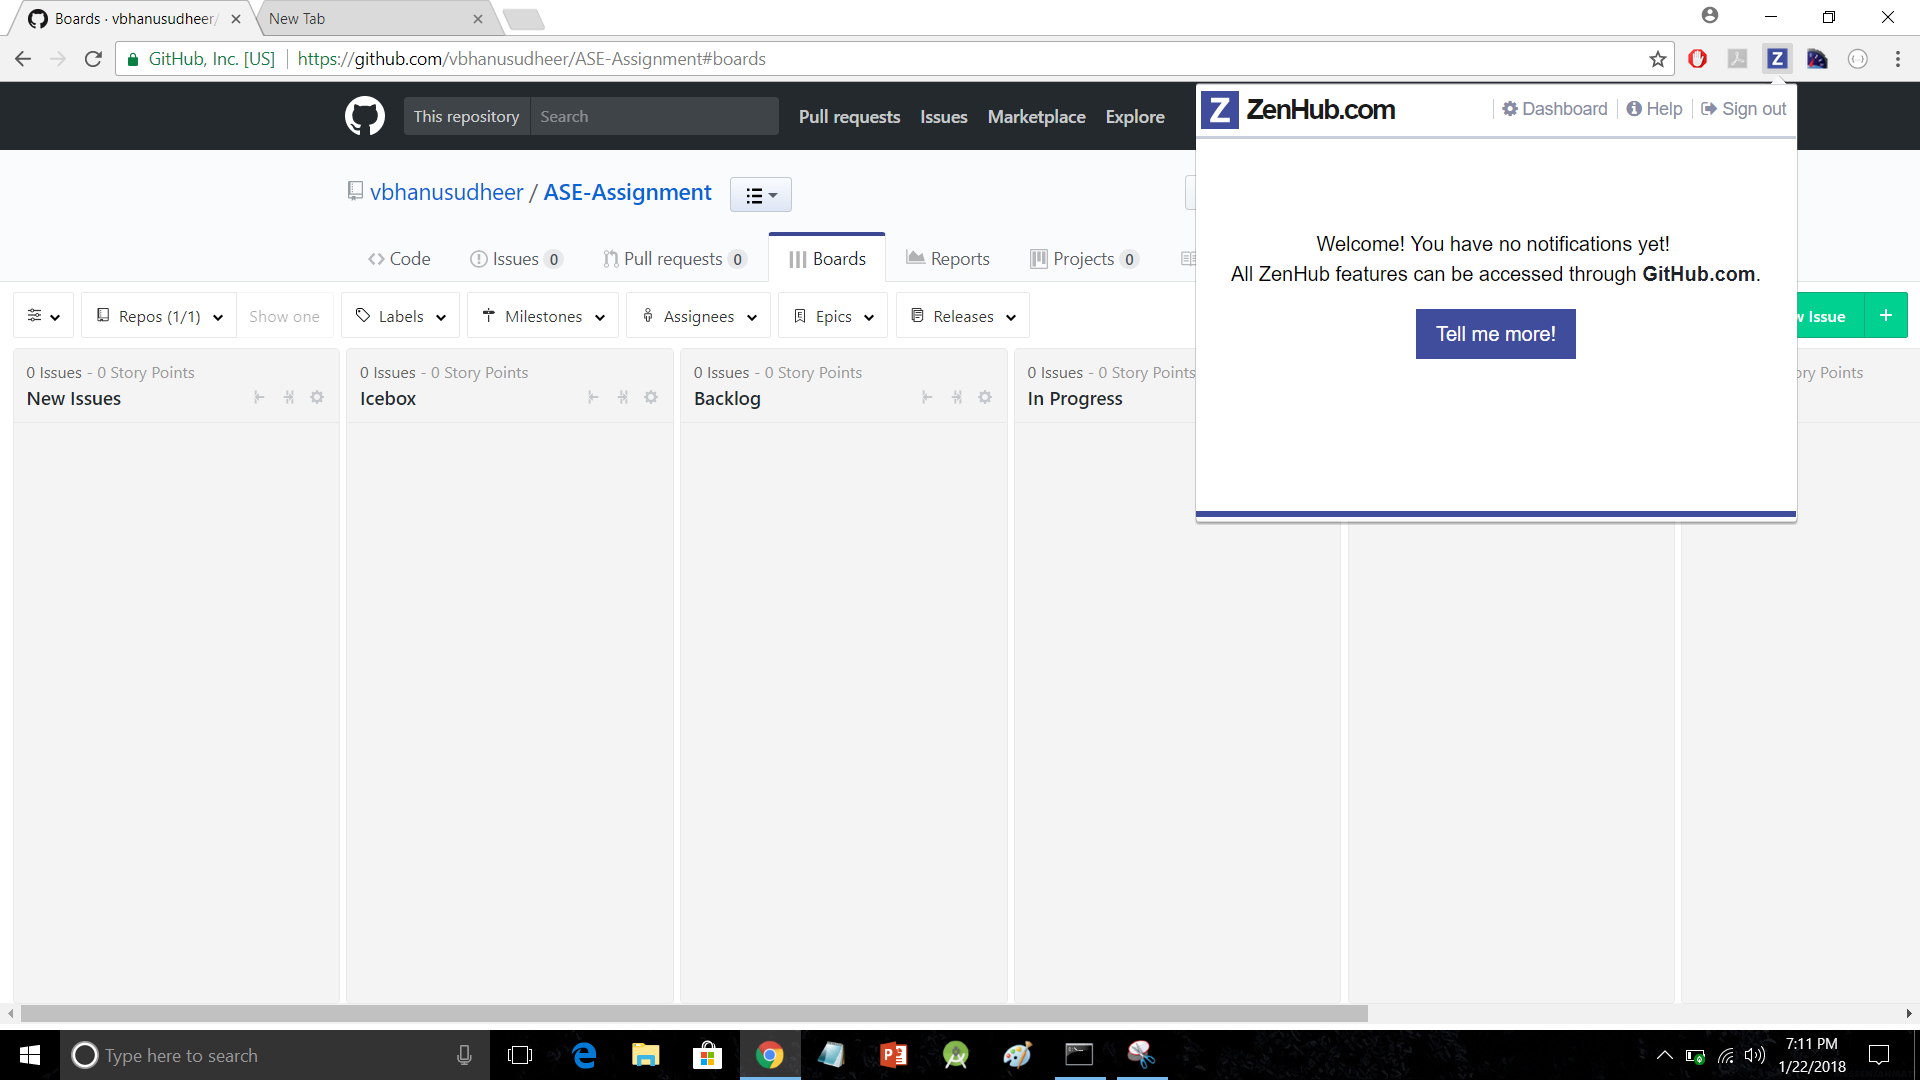 Boards · vbhanusudheer/
New Tab
GitHub, Inc. [US] https://github.com/vbhanusudheer/ASE-Assignment#boards
This repository Search Pull requests Issues Marketplace Explore
Z ZenHub.com Dashboard Help Sign out
vbhanusudheer / ASE-Assignment
Code Issues 0 Pull requests 0 Boards Reports Projects 0
Welcome! You have no notifications yet!
All ZenHub features can be accessed through GitHub.com.
Tell me more!
Repos (1/1) Show one Labels Milestones Assignees Epics Releases w Issue +
0 Issues - 0 Story Points
New Issues
0 Issues - 0 Story Points
Icebox
0 Issues - 0 Story Points
Backlog
0 Issues - 0 Story Points
In Progress
ory Points
Type here to search
7:11 PM
1/22/2018